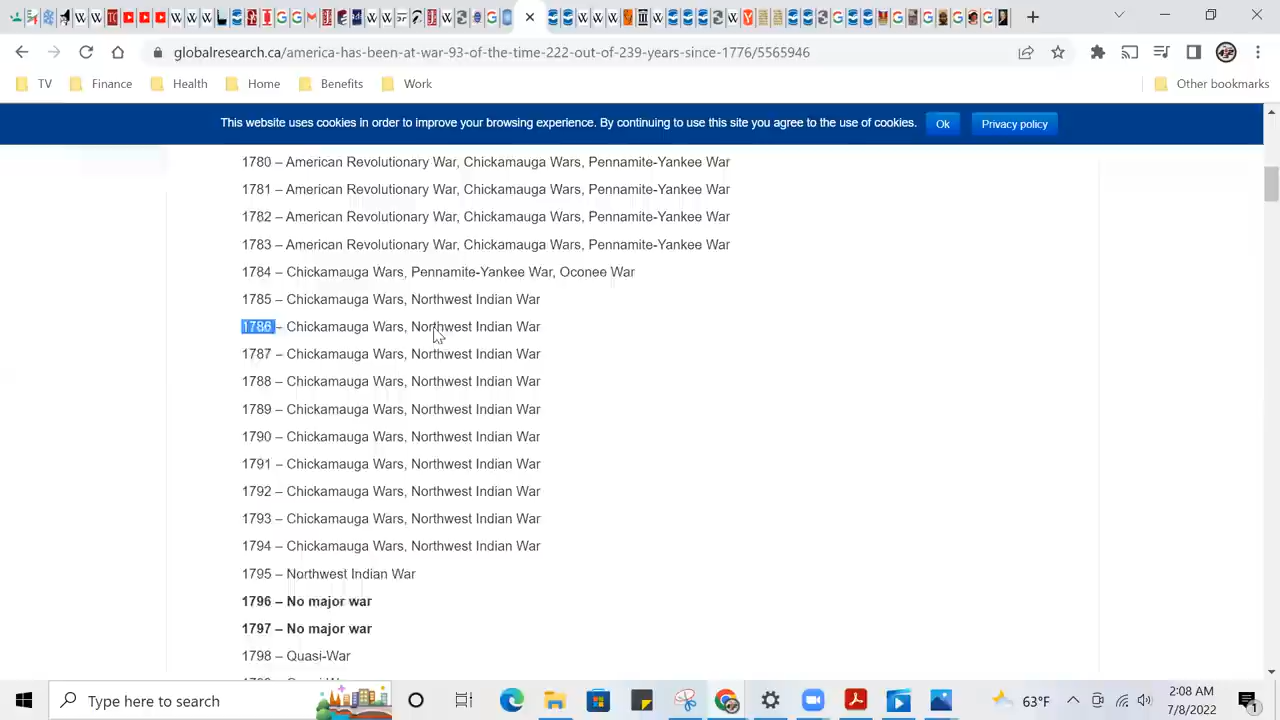 globalresearch.ca/america-has-been-at-war-93-of-the-time-222-out-of-239-years-since-1776/5565946
TV Finance Health Home Benefits Work Other bookmarks
This website uses cookies in order to improve your browsing experience. By continuing to use this site you agree to the use of cookies. Ok Privacy policy
1780 – American Revolutionary War, Chickamauga Wars, Pennamite-Yankee War
1781 – American Revolutionary War, Chickamauga Wars, Pennamite-Yankee War
1782 – American Revolutionary War, Chickamauga Wars, Pennamite-Yankee War
1783 – American Revolutionary War, Chickamauga Wars, Pennamite-Yankee War
1784 – Chickamauga Wars, Pennamite-Yankee War, Oconee War
1785 – Chickamauga Wars, Northwest Indian War
1786 – Chickamauga Wars, Northwest Indian War
1787 – Chickamauga Wars, Northwest Indian War
1788 – Chickamauga Wars, Northwest Indian War
1789 – Chickamauga Wars, Northwest Indian War
1790 – Chickamauga Wars, Northwest Indian War
1791 – Chickamauga Wars, Northwest Indian War
1792 – Chickamauga Wars, Northwest Indian War
1793 – Chickamauga Wars, Northwest Indian War
1794 – Chickamauga Wars, Northwest Indian War
1795 – Northwest Indian War
1796 – No major war
1797 – No major war
1798 – Quasi-War
Type here to search
63°F
2:08 AM
7/8/2022